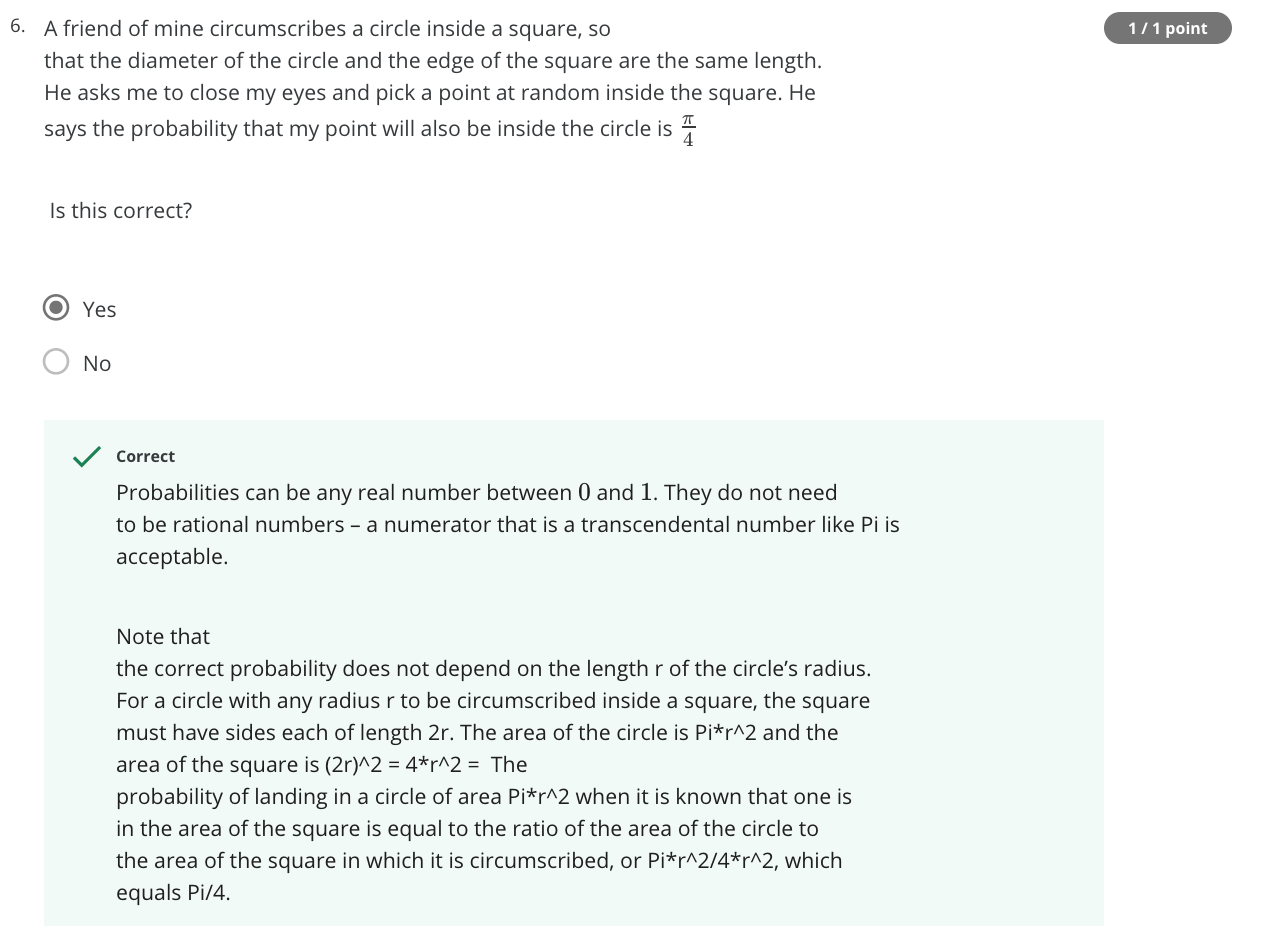 6. A friend of mine circumscribes a circle inside a square, so
1 / 1 point
that the diameter of the circle and the edge of the square are the same length.
He asks me to close my eyes and pick a point at random inside the square. He
says the probability that my point will also be inside the circle is π/4
Is this correct?
Yes
No
Correct
Probabilities can be any real number between 0 and 1. They do not need
to be rational numbers – a numerator that is a transcendental number like Pi is
acceptable.
Note that
the correct probability does not depend on the length r of the circle’s radius.
For a circle with any radius r to be circumscribed inside a square, the square
must have sides each of length 2r. The area of the circle is Pi*r^2 and the
area of the square is (2r)^2 = 4*r^2 = The
probability of landing in a circle of area Pi*r^2 when it is known that one is
in the area of the square is equal to the ratio of the area of the circle to
the area of the square in which it is circumscribed, or Pi*r^2/4*r^2, which
equals Pi/4.